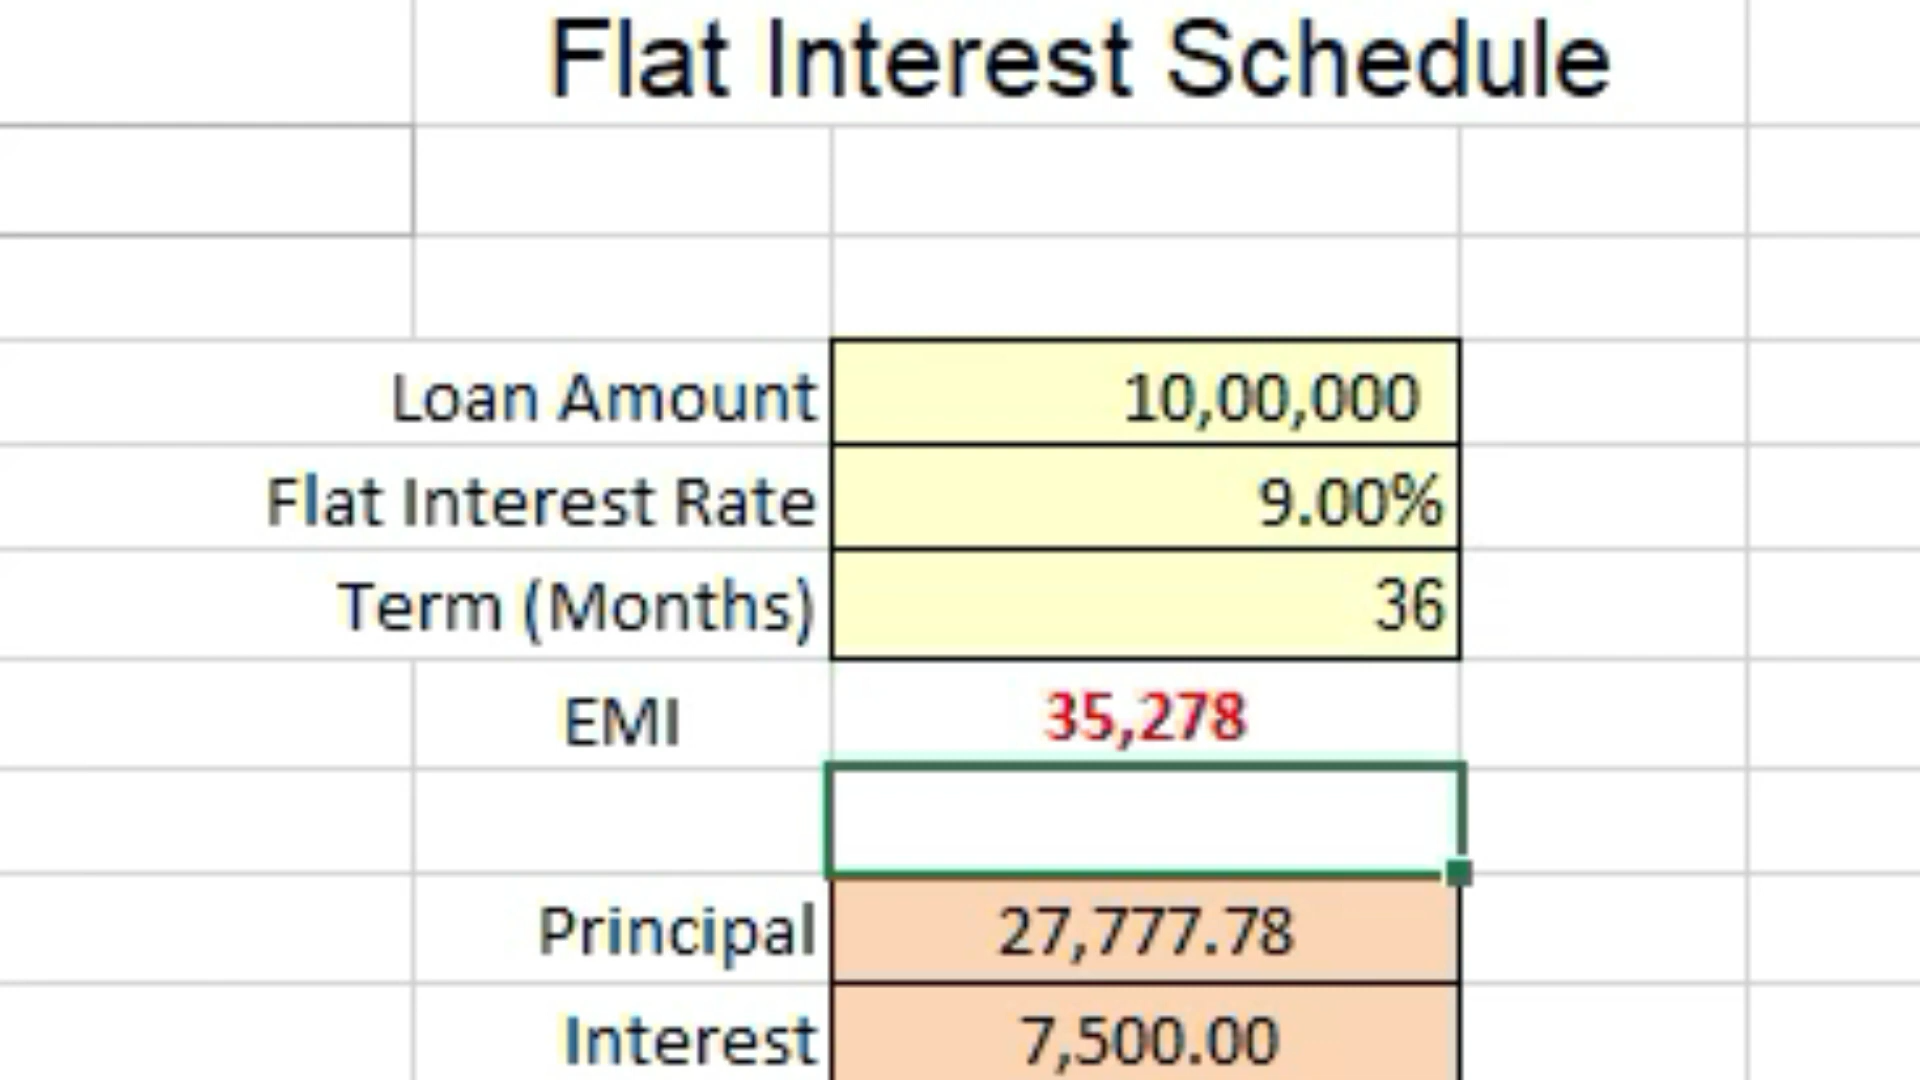 Flat Interest Schedule
Loan Amount 10,00,000
Flat Interest Rate 9.00%
Term (Months) 36
EMI 35,278
Principal 27,777.78
Interest 7,500.00